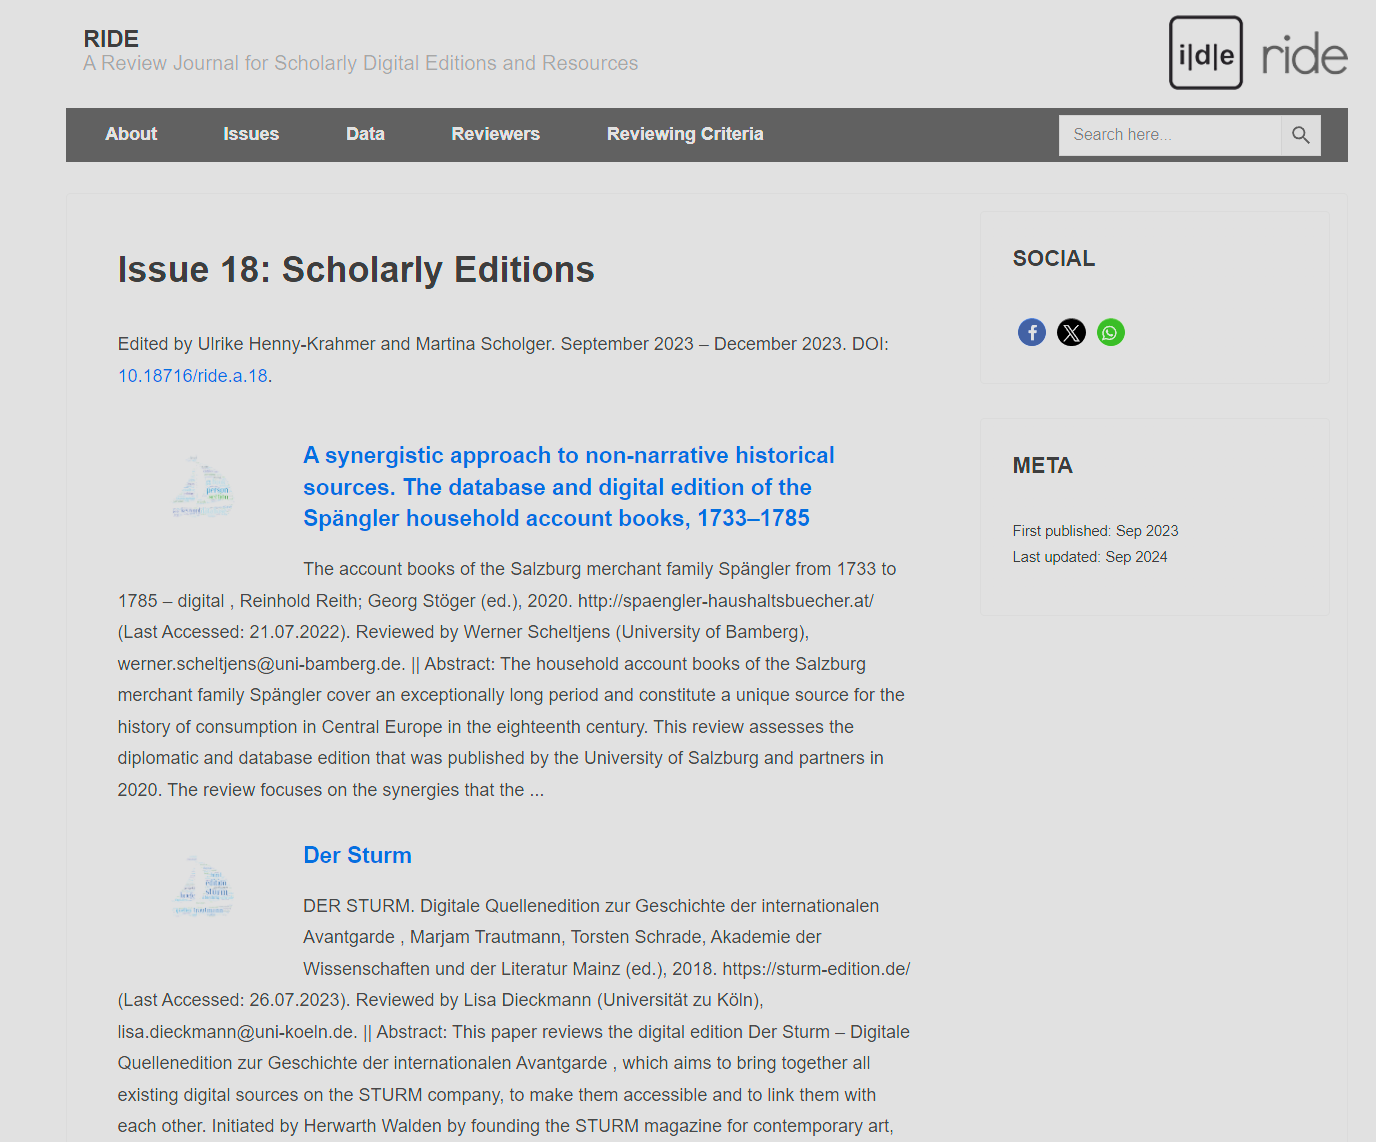 RIDE
A Review Journal for Scholarly Digital Editions and Resources
i|d|e ride
About Issues Data Reviewers Reviewing Criteria Search here...
Issue 18: Scholarly Editions
Edited by Ulrike Henny-Krahmer and Martina Scholger. September 2023 – December 2023. DOI:
10.18716/ride.a.18.
A synergistic approach to non-narrative historical
sources. The database and digital edition of the
Spängler household account books, 1733–1785
The account books of the Salzburg merchant family Spängler from 1733 to
1785 – digital , Reinhold Reith; Georg Stöger (ed.), 2020. http://spaengler-haushaltsbuecher.at/
(Last Accessed: 21.07.2022). Reviewed by Werner Scheltjens (University of Bamberg),
werner.scheltjens@uni-bamberg.de. || Abstract: The household account books of the Salzburg
merchant family Spängler cover an exceptionally long period and constitute a unique source for the
history of consumption in Central Europe in the eighteenth century. This review assesses the
diplomatic and database edition that was published by the University of Salzburg and partners in
2020. The review focuses on the synergies that the ...
Der Sturm
DER STURM. Digitale Quellenedition zur Geschichte der internationalen
Avantgarde , Marjam Trautmann, Torsten Schrade, Akademie der
Wissenschaften und der Literatur Mainz (ed.), 2018. https://sturm-edition.de/
(Last Accessed: 26.07.2023). Reviewed by Lisa Dieckmann (Universität zu Köln),
lisa.dieckmann@uni-koeln.de. || Abstract: This paper reviews the digital edition Der Sturm – Digitale
Quellenedition zur Geschichte der internationalen Avantgarde , which aims to bring together all
existing digital sources on the STURM company, to make them accessible and to link them with
each other. Initiated by Herwarth Walden by founding the STURM magazine for contemporary art,
SOCIAL
META
First published: Sep 2023
Last updated: Sep 2024